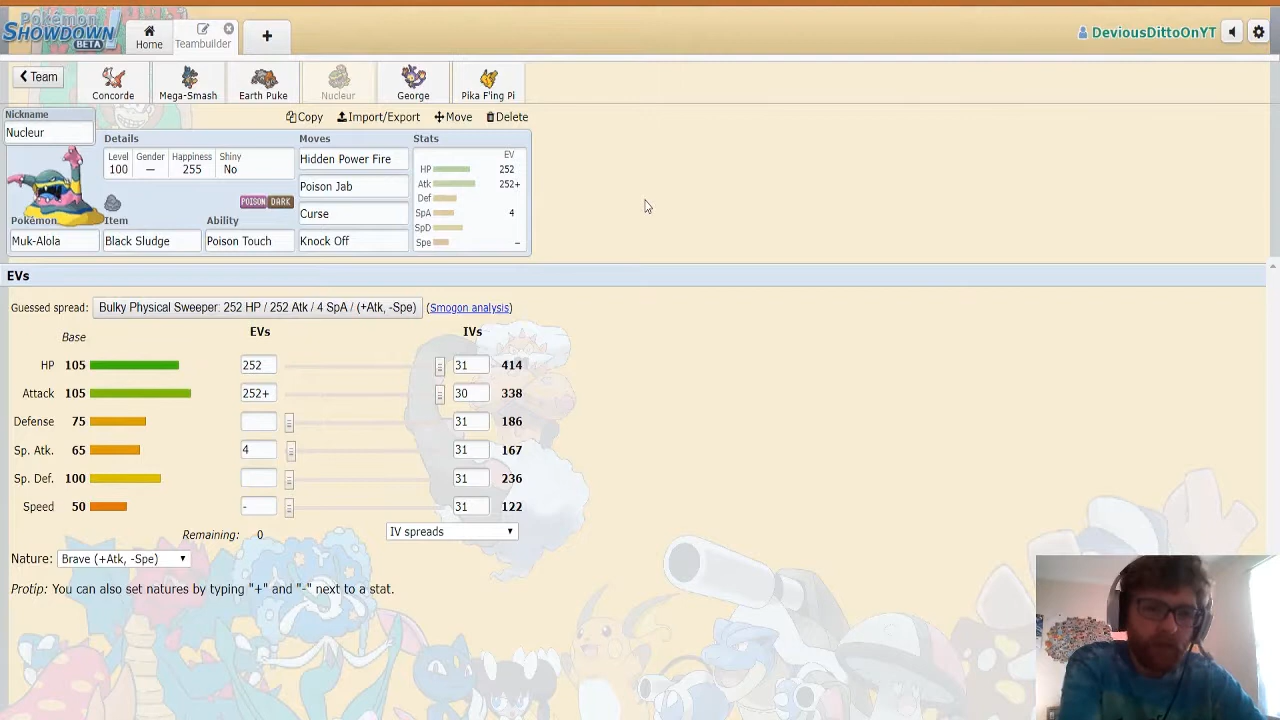 Pokémon
SHOWDOWN
BETA
Home
Teambuilder
+
DeviousDittoOnYT
Team
Concorde
Mega-Smash
Earth Puke
Nucleur
George
Pika F'ing Pi
Copy
Import/Export
Move
Delete
Nickname
Nucleur
Details
Level
100
Gender
—
Happiness
255
Shiny
No
POISON DARK
Pokémon
Muk-Alola
Item
Black Sludge
Ability
Poison Touch
Moves
Hidden Power Fire
Poison Jab
Curse
Knock Off
Stats
EV
HP 252
Atk 252+
Def
SpA 4
SpD
Spe –
EVs
Guessed spread: Bulky Physical Sweeper: 252 HP / 252 Atk / 4 SpA / (+Atk, -Spe) (Smogon analysis)
Base EVs IVs
HP 105 252 31 414
Attack 105 252+ 30 338
Defense 75 31 186
Sp. Atk. 65 4 31 167
Sp. Def. 100 31 236
Speed 50 - 31 122
Remaining: 0
IV spreads
Nature: Brave (+Atk, -Spe)
Protip: You can also set natures by typing "+" and "-" next to a stat.